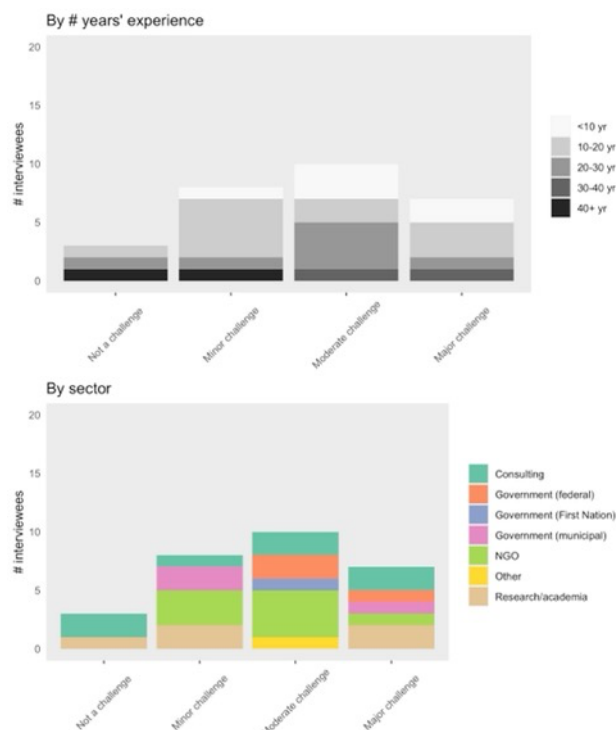 By # years' experience
20
15
10
5
0
# interviewees
Not a challenge
Minor challenge
Moderate challenge
Major challenge
<10 yr
10-20 yr
20-30 yr
30-40 yr
40+ yr
By sector
20
15
10
5
0
# interviewees
Not a challenge
Minor challenge
Moderate challenge
Major challenge
Consulting
Government (federal)
Government (First Nation)
Government (municipal)
NGO
Other
Research/academia